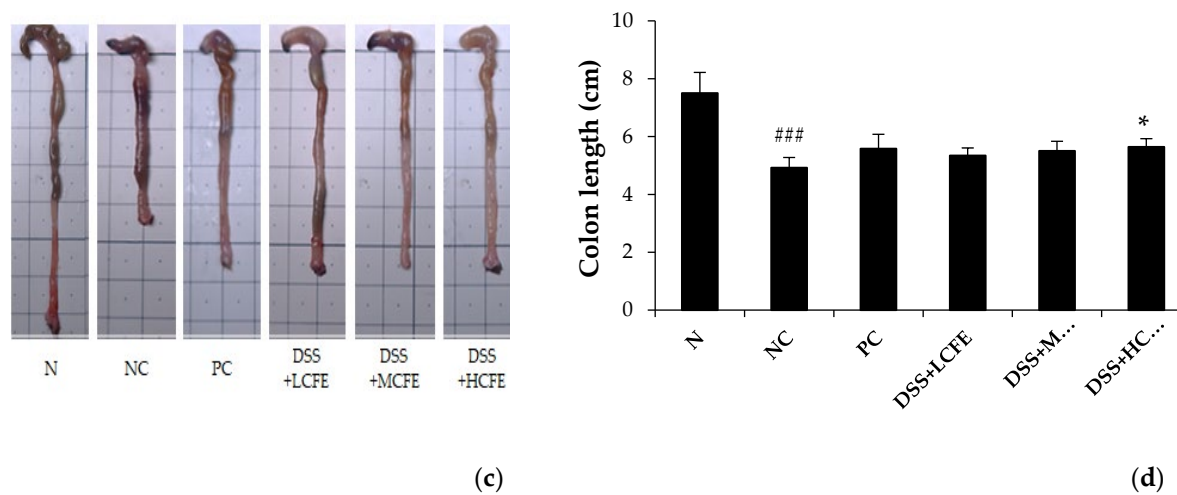 N
NC
PC
DSS
+LCFE
DSS
+MCFE
DSS
+HCFE
(c)
Colon length (cm)
10
8
6
4
2
0
###
*
N
NC
PC
DSS+LCFE
DSS+M...
DSS+HC...
(d)